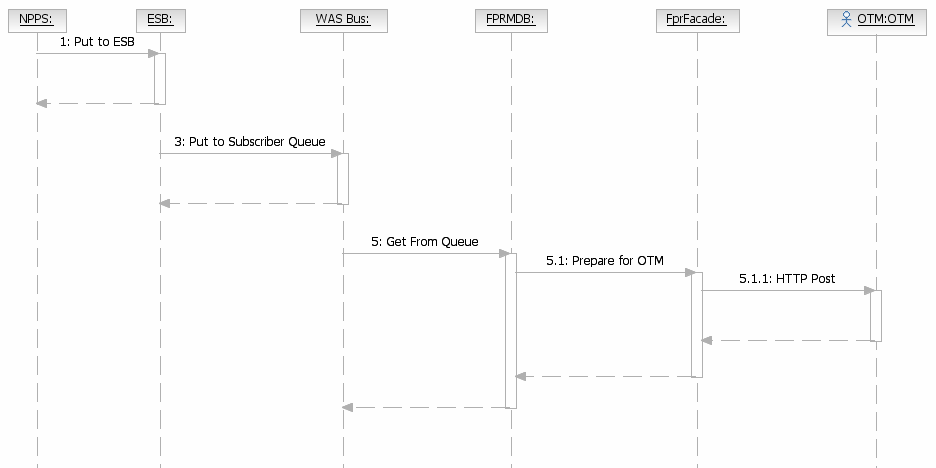 NPPS:
ESB:
WAS Bus:
FPRMDB:
FprFacade:
OTM:OTM
1: Put to ESB
3: Put to Subscriber Queue
5: Get From Queue
5.1: Prepare for OTM
5.1.1: HTTP Post